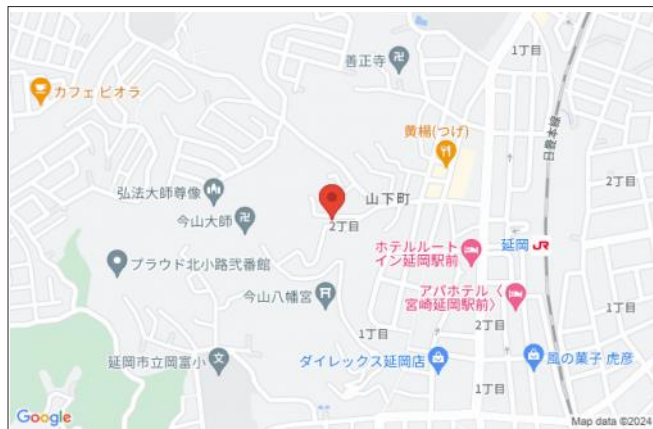 1丁目
善正寺
カフェ ビオラ
日豊本線
黄楊(つげ)
2丁目
弘法大師尊像
山下町
今山大師
2丁目
ホテルルート
イン延岡駅前
延岡 JR
プラウド北小路弐番館
アパホテル〈
宮崎延岡駅前〉
今山八幡宮
1丁目
1丁目
2丁目
延岡市立岡富小
ダイレックス延岡店
風の菓子 虎彦
1丁目
Google
Map data ©2024